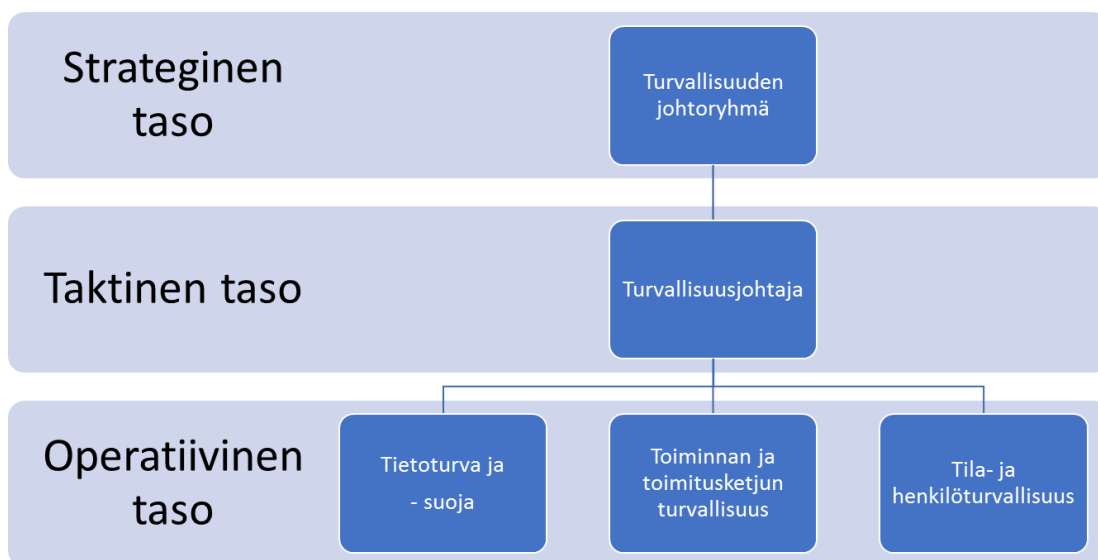 Strateginen
taso
Turvallisuuden
johtoryhmä
Taktinen taso
Turvallisuusjohtaja
Operatiivinen
taso
Tietoturva ja
- suoja
Toiminnan ja
toimitusketjun
turvallisuus
Tila- ja
henkilöturvallisuus